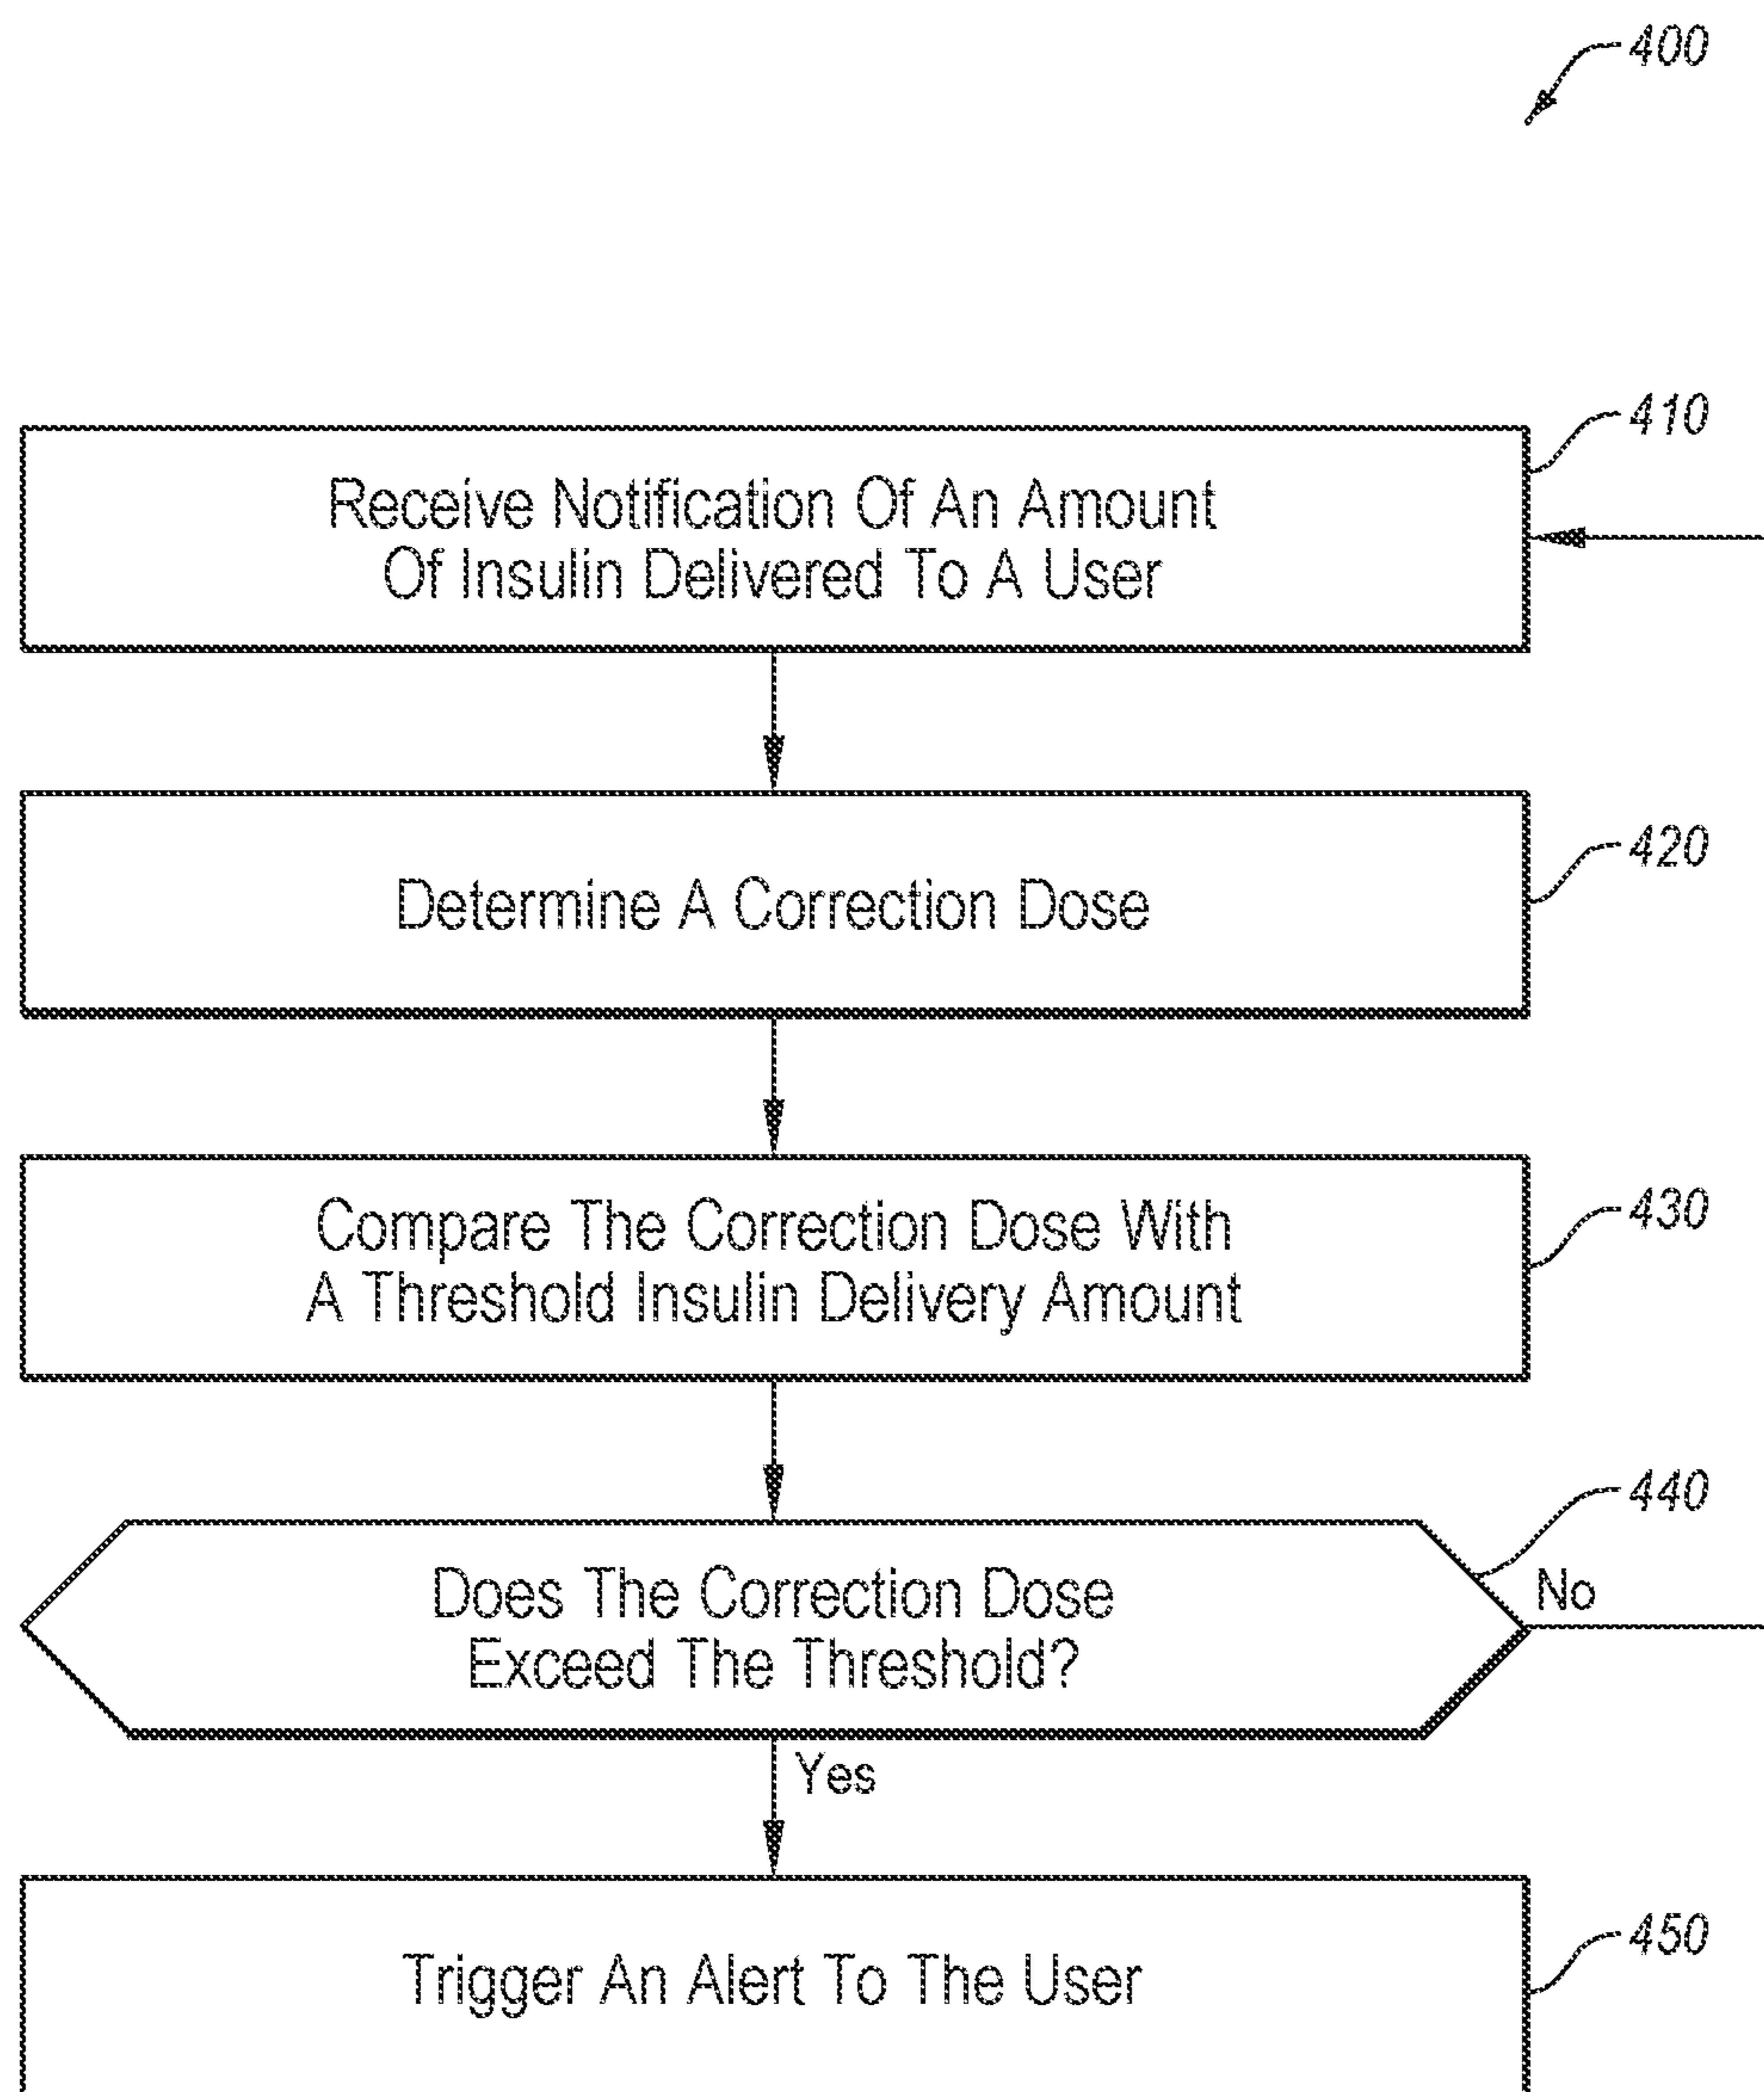 400
410
Receive Notification Of An Amount
Of Insulin Delivered To A User
420
Determine A Correction Dose
430
Compare The Correction Dose With
A Threshold Insulin Delivery Amount
440
Does The Correction Dose
Exceed The Threshold?
No
Yes
450
Trigger An Alert To The User